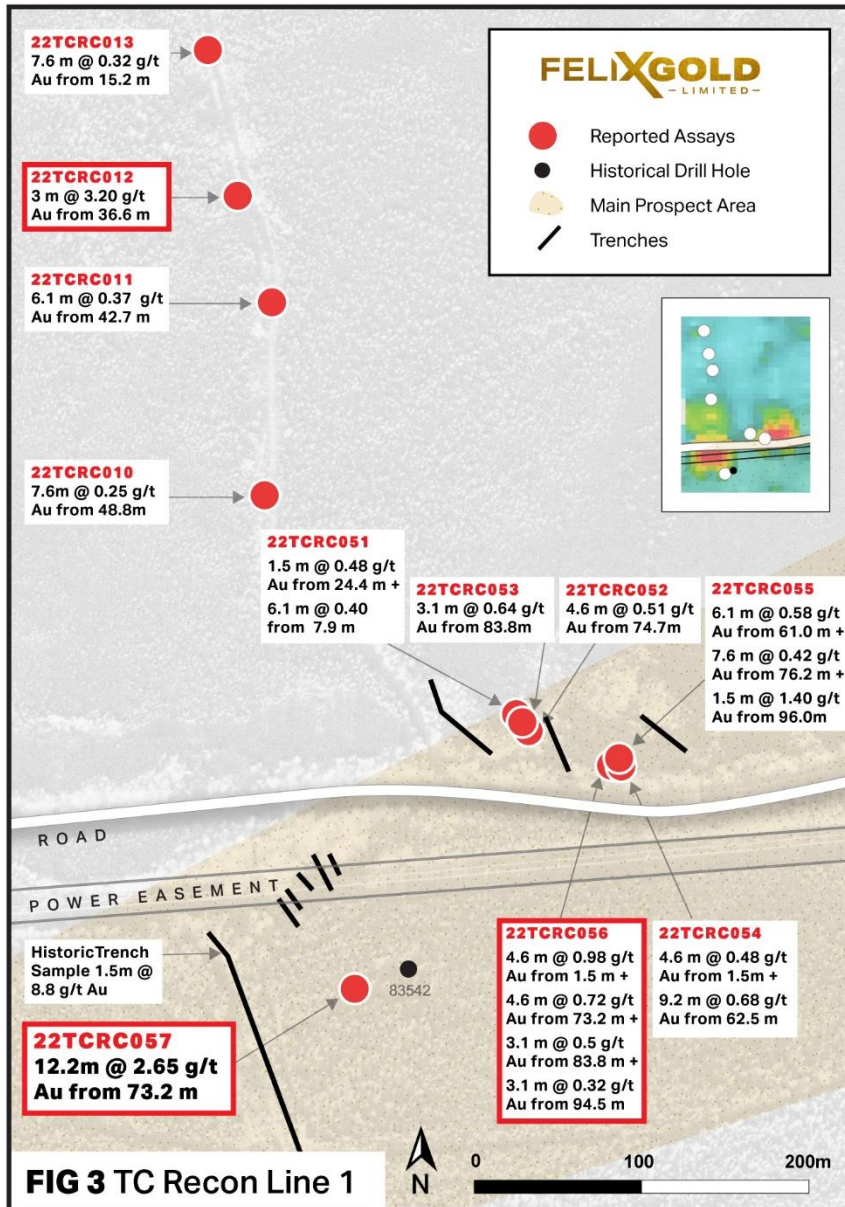 22TCRC013
7.6 m @ 0.32 g/t
Au from 15.2 m
FELIXGOLD
LIMITED
Reported Assays
Historical Drill Hole
Main Prospect Area
Trenches
22TCRC012
3 m @ 3.20 g/t
Au from 36.6 m
22TCRC011
6.1 m @ 0.37 g/t
Au from 42.7 m
22TCRC010
7.6m @ 0.25 g/t
Au from 48.8m
22TCRC051
1.5 m @ 0.48 g/t
Au from 24.4 m +
6.1 m @ 0.40
from 7.9 m
22TCRC053
3.1 m @ 0.64 g/t
Au from 83.8m
22TCRC052
4.6 m @ 0.51 g/t
Au from 74.7m
22TCRC055
6.1 m @ 0.58 g/t
Au from 61.0 m +
7.6 m @ 0.42 g/t
Au from 76.2 m +
1.5 m @ 1.40 g/t
Au from 96.0m
ROAD
POWER EASEMENT
HistoricTrench
Sample 1.5m @
8.8 g/t Au
83542
22TCRC057
12.2m @ 2.65 g/t
Au from 73.2 m
22TCRC056
4.6 m @ 0.98 g/t
Au from 1.5 m +
4.6 m @ 0.72 g/t
Au from 73.2 m +
3.1 m @ 0.5 g/t
Au from 83.8 m +
3.1 m @ 0.32 g/t
Au from 94.5 m
22TCRC054
4.6 m @ 0.48 g/t
Au from 1.5m +
9.2 m @ 0.68 g/t
Au from 62.5 m
FIG 3 TC Recon Line 1
N
0 100 200m